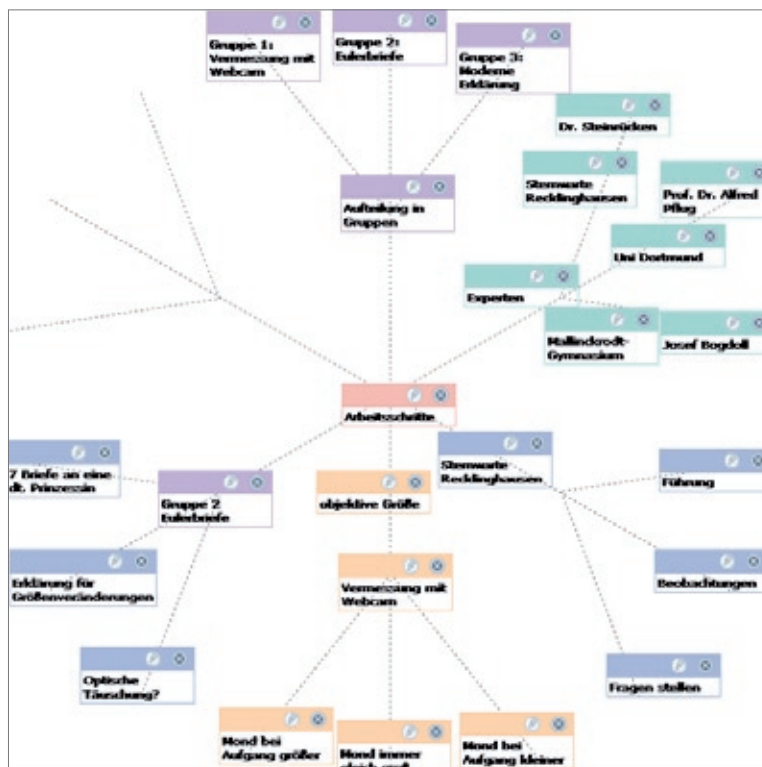 Gruppe 1:
Vermessung mit
Webcam
Gruppe 2:
Eulerbriefe
Gruppe 3:
Moderne
Erklärung
Dr. Steinrücken
Sternwarte
Recklinghausen
Prof. Dr. Alfred
Pflug
Aufteilung in
Gruppen
Uni Dortmund
Experten
Mallinckrodt-
Gymnasium
Josef Bogdoll
Arbeitsschritte
Sternwarte
Recklinghausen
7 Briefe an eine
dt. Prinzessin
Gruppe 2
Eulerbriefe
objektive Größe
Führung
Erklärung für
Größenveränderungen
Vermessung mit
Webcam
Beobachtungen
Optische
Täuschung?
Fragen stellen
Mond bei
Aufgang größer
Mond immer
gleich groß
Mond bei
Aufgang kleiner